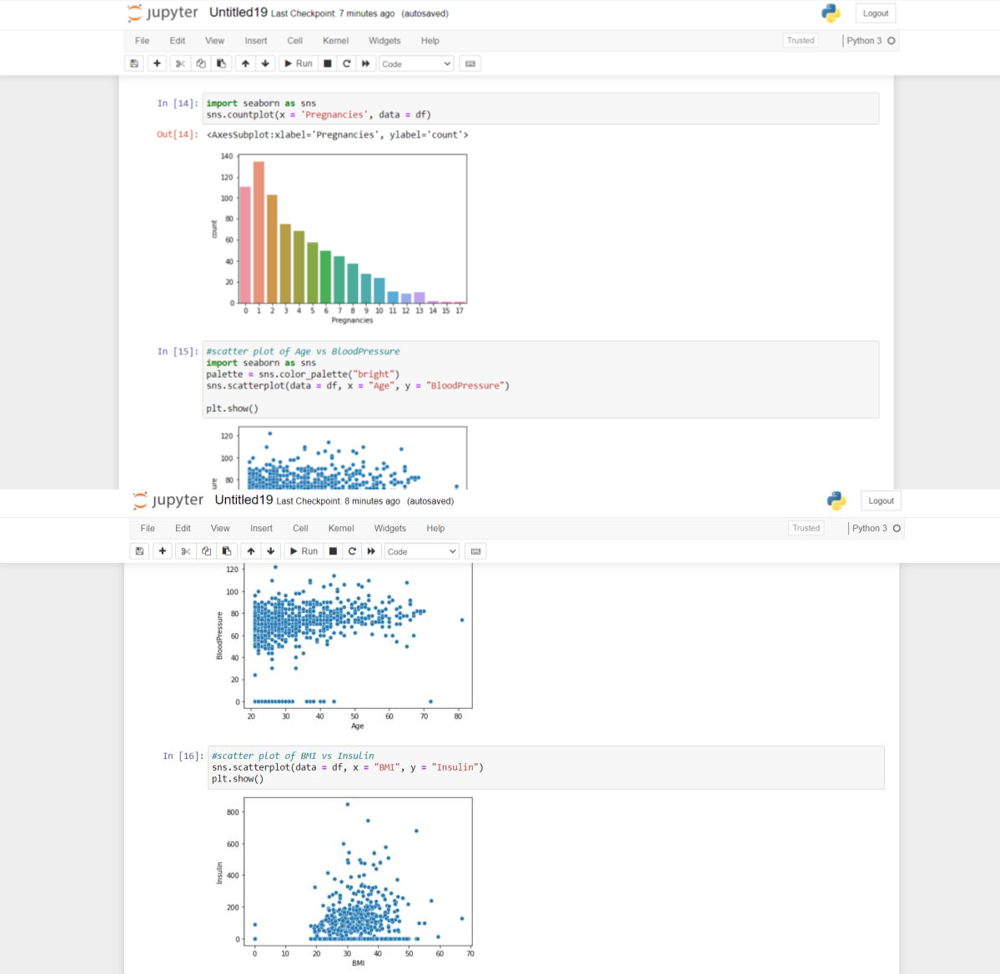 jupyter Untitled19 Last Checkpoint: 7 minutes ago (autosaved) Logout
File Edit View Insert Cell Kernel Widgets Help Trusted Python 3
Run Code
In [14]: import seaborn as sns
sns.countplot(x = 'Pregnancies', data = df)
Out[14]: <AxesSubplot:xlabel='Pregnancies', ylabel='count'>
140
120
100
80
60
40
20
0
count
0 1 2 3 4 5 6 7 8 9 10 11 12 13 14 15 17
Pregnancies
In [15]: #scatter plot of Age vs BloodPressure
import seaborn as sns
palette = sns.color_palette("bright")
sns.scatterplot(data = df, x = "Age", y = "BloodPressure")
plt.show()
120
100
80
ure
jupyter Untitled19 Last Checkpoint: 8 minutes ago (autosaved) Logout
File Edit View Insert Cell Kernel Widgets Help Trusted Python 3
Run Code
120
100
80
60
40
20
0
BloodPressure
20 30 40 50 60 70 80
Age
In [16]: #scatter plot of BMI vs Insulin
sns.scatterplot(data = df, x = "BMI", y = "Insulin")
plt.show()
800
600
400
200
0
Insulin
0 10 20 30 40 50 60 70
BMI